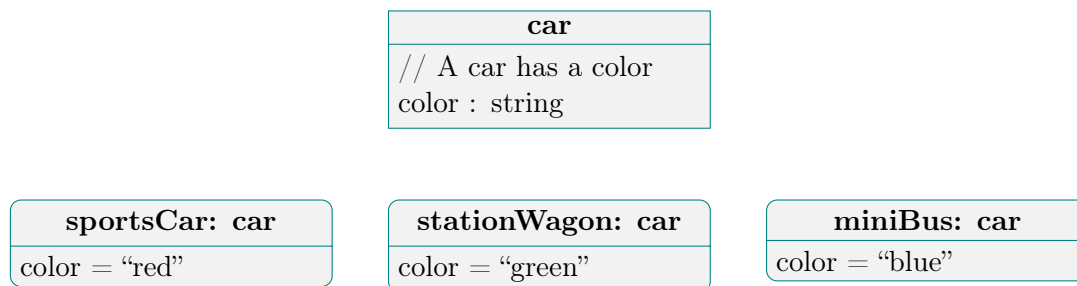 car
// A car has a color
color : string
sportsCar: car
color = “red”
stationWagon: car
color = “green”
miniBus: car
color = “blue”